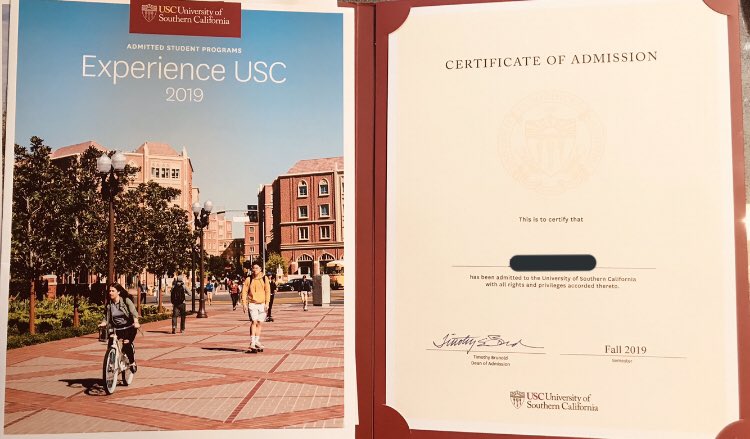 USC University of
Southern California
ADMITTED STUDENT PROGRAMS
Experience USC
2019
CERTIFICATE OF ADMISSION
This is to certify that
has been admitted to the University of Southern California
with all rights and privileges accorded thereto.
Timothy Brunold
Dean of Admission
Fall 2019
Semester
USC University of
Southern California